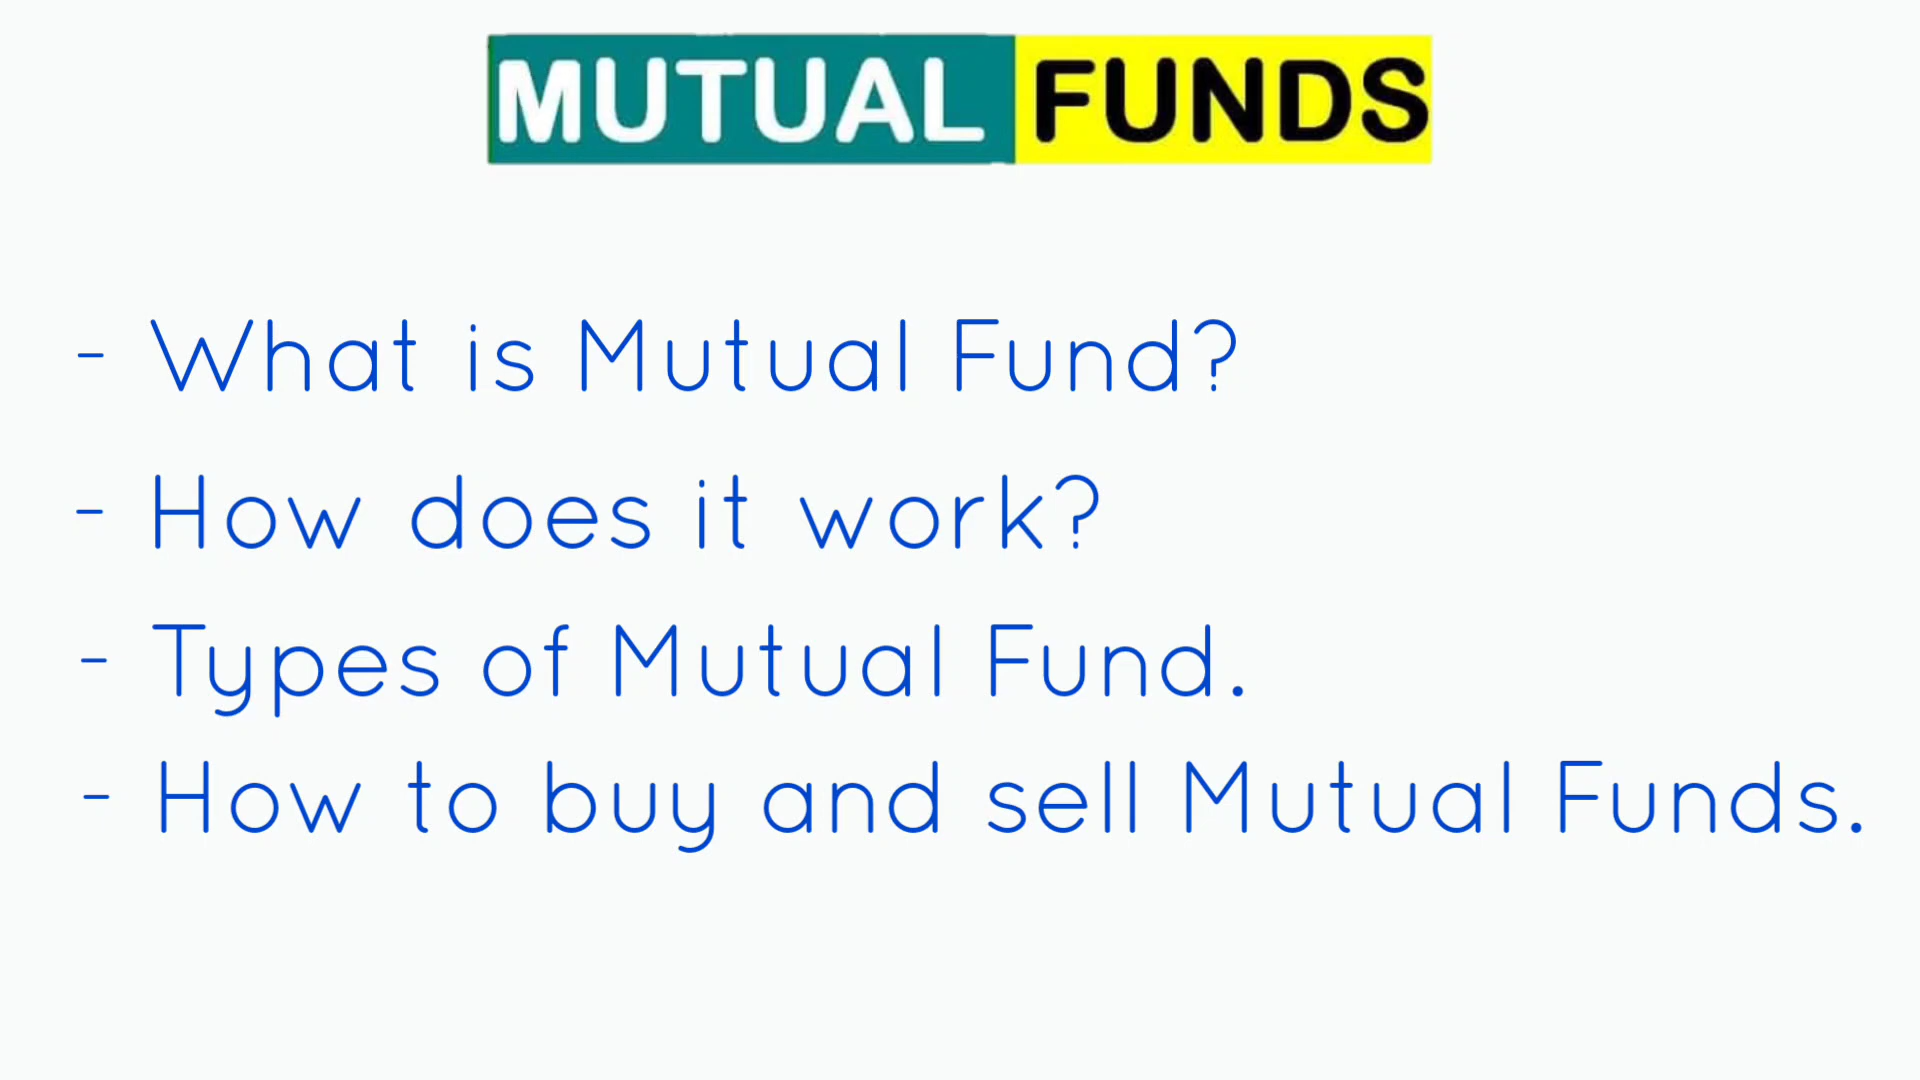 MUTUAL FUNDS
- What is Mutual Fund?
- How does it work?
- Types of Mutual Fund.
- How to buy and sell Mutual Funds.